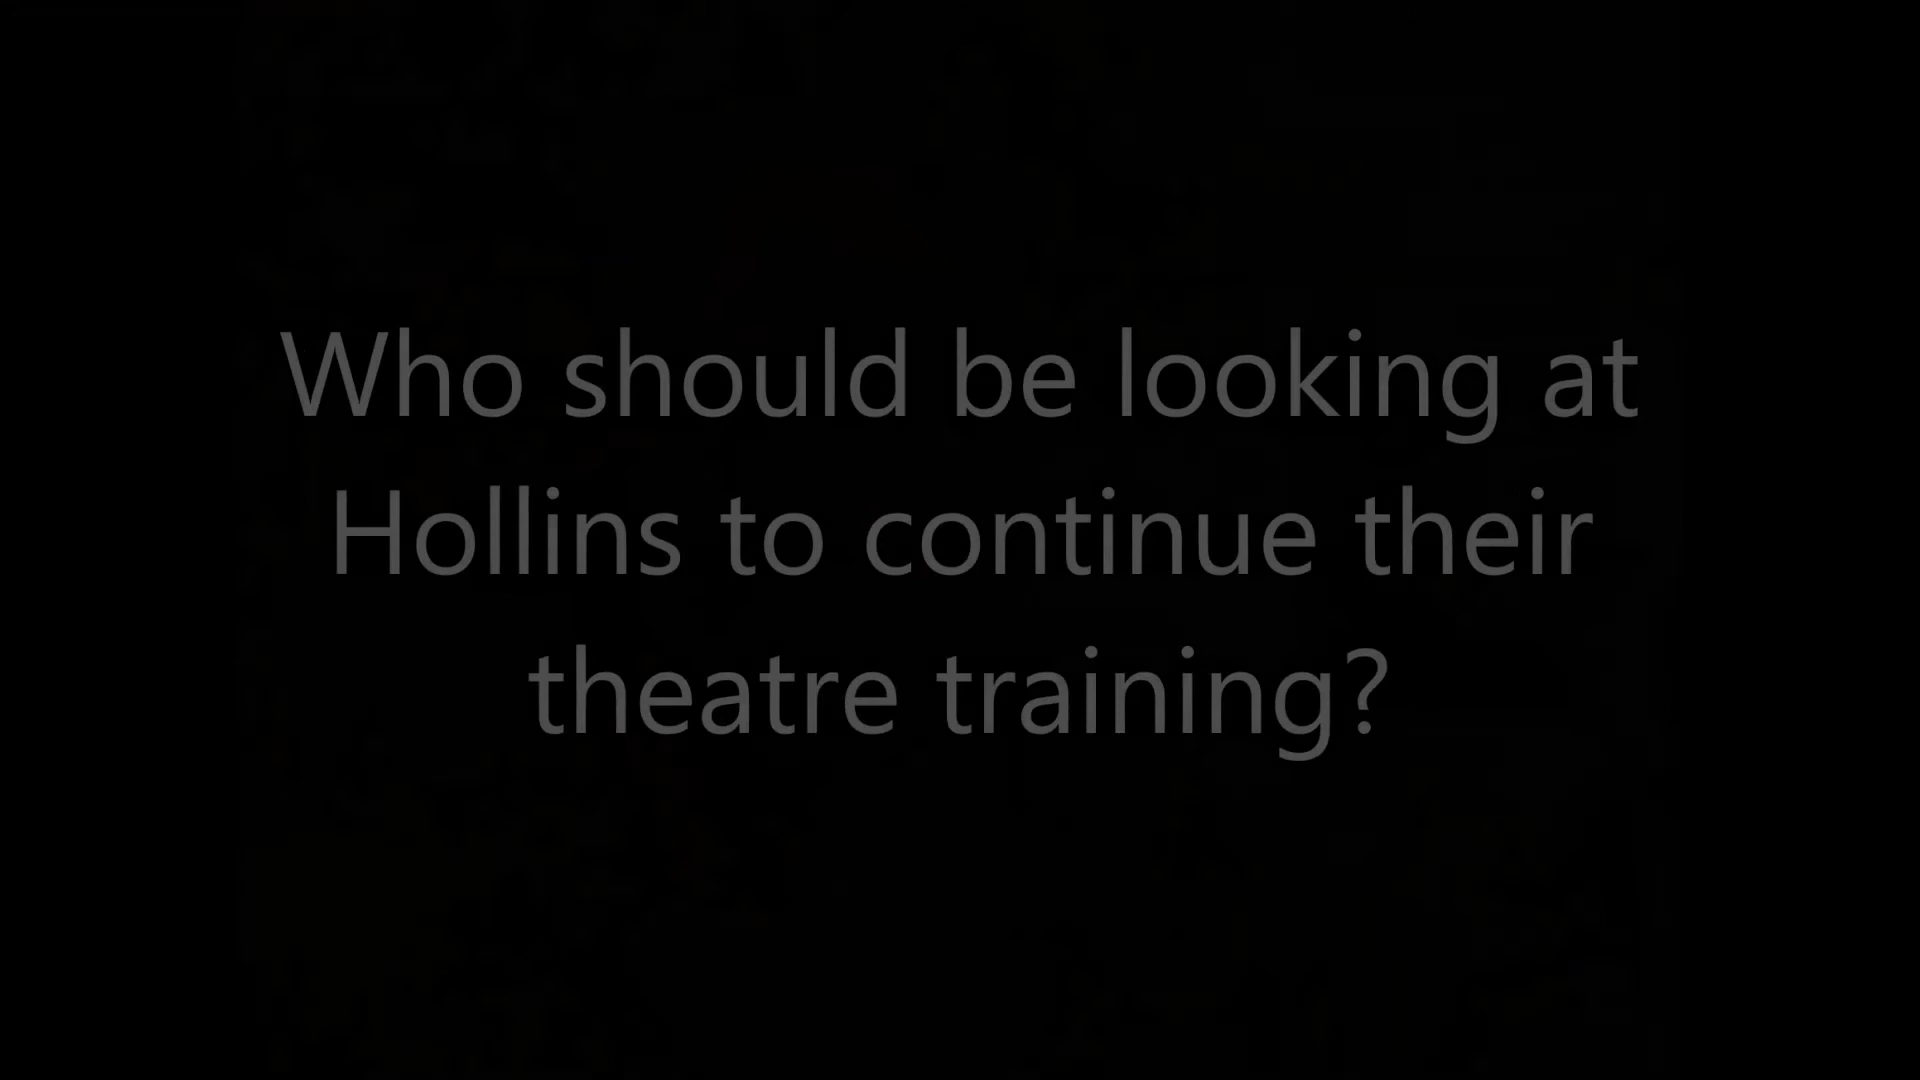 Who should be looking at
Hollins to continue their
theatre training?